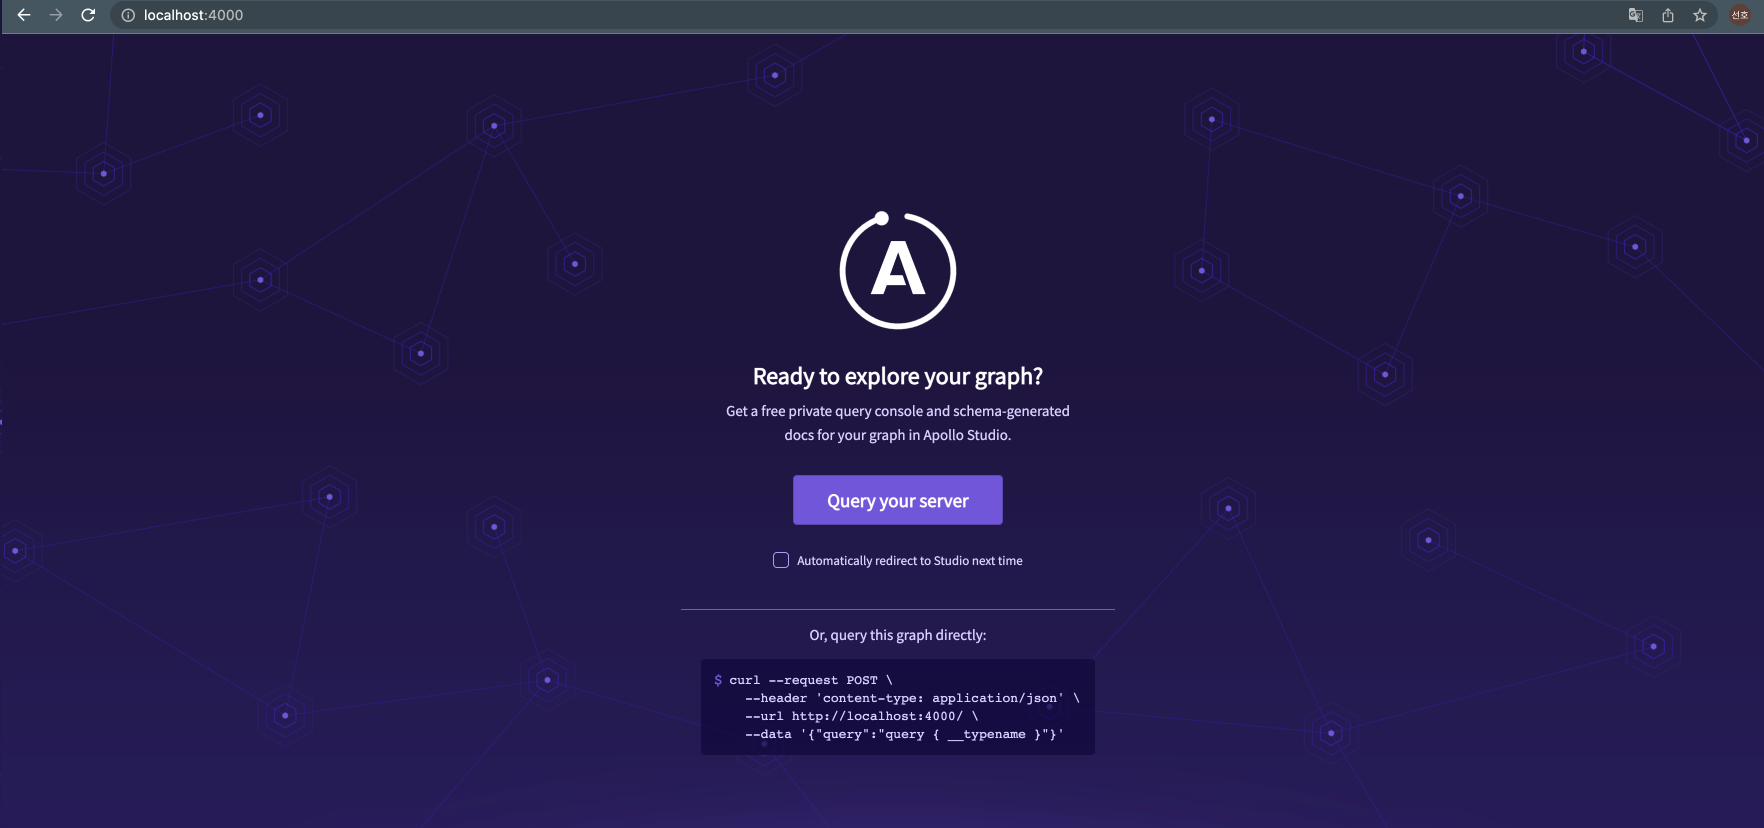 localhost:4000
선호
A
Ready to explore your graph?
Get a free private query console and schema-generated
docs for your graph in Apollo Studio.
Query your server
Automatically redirect to Studio next time
Or, query this graph directly:
$ curl --request POST \
--header 'content-type: application/json' \
--url http://localhost:4000/ \
--data '{"query":"query { __typename }"}'